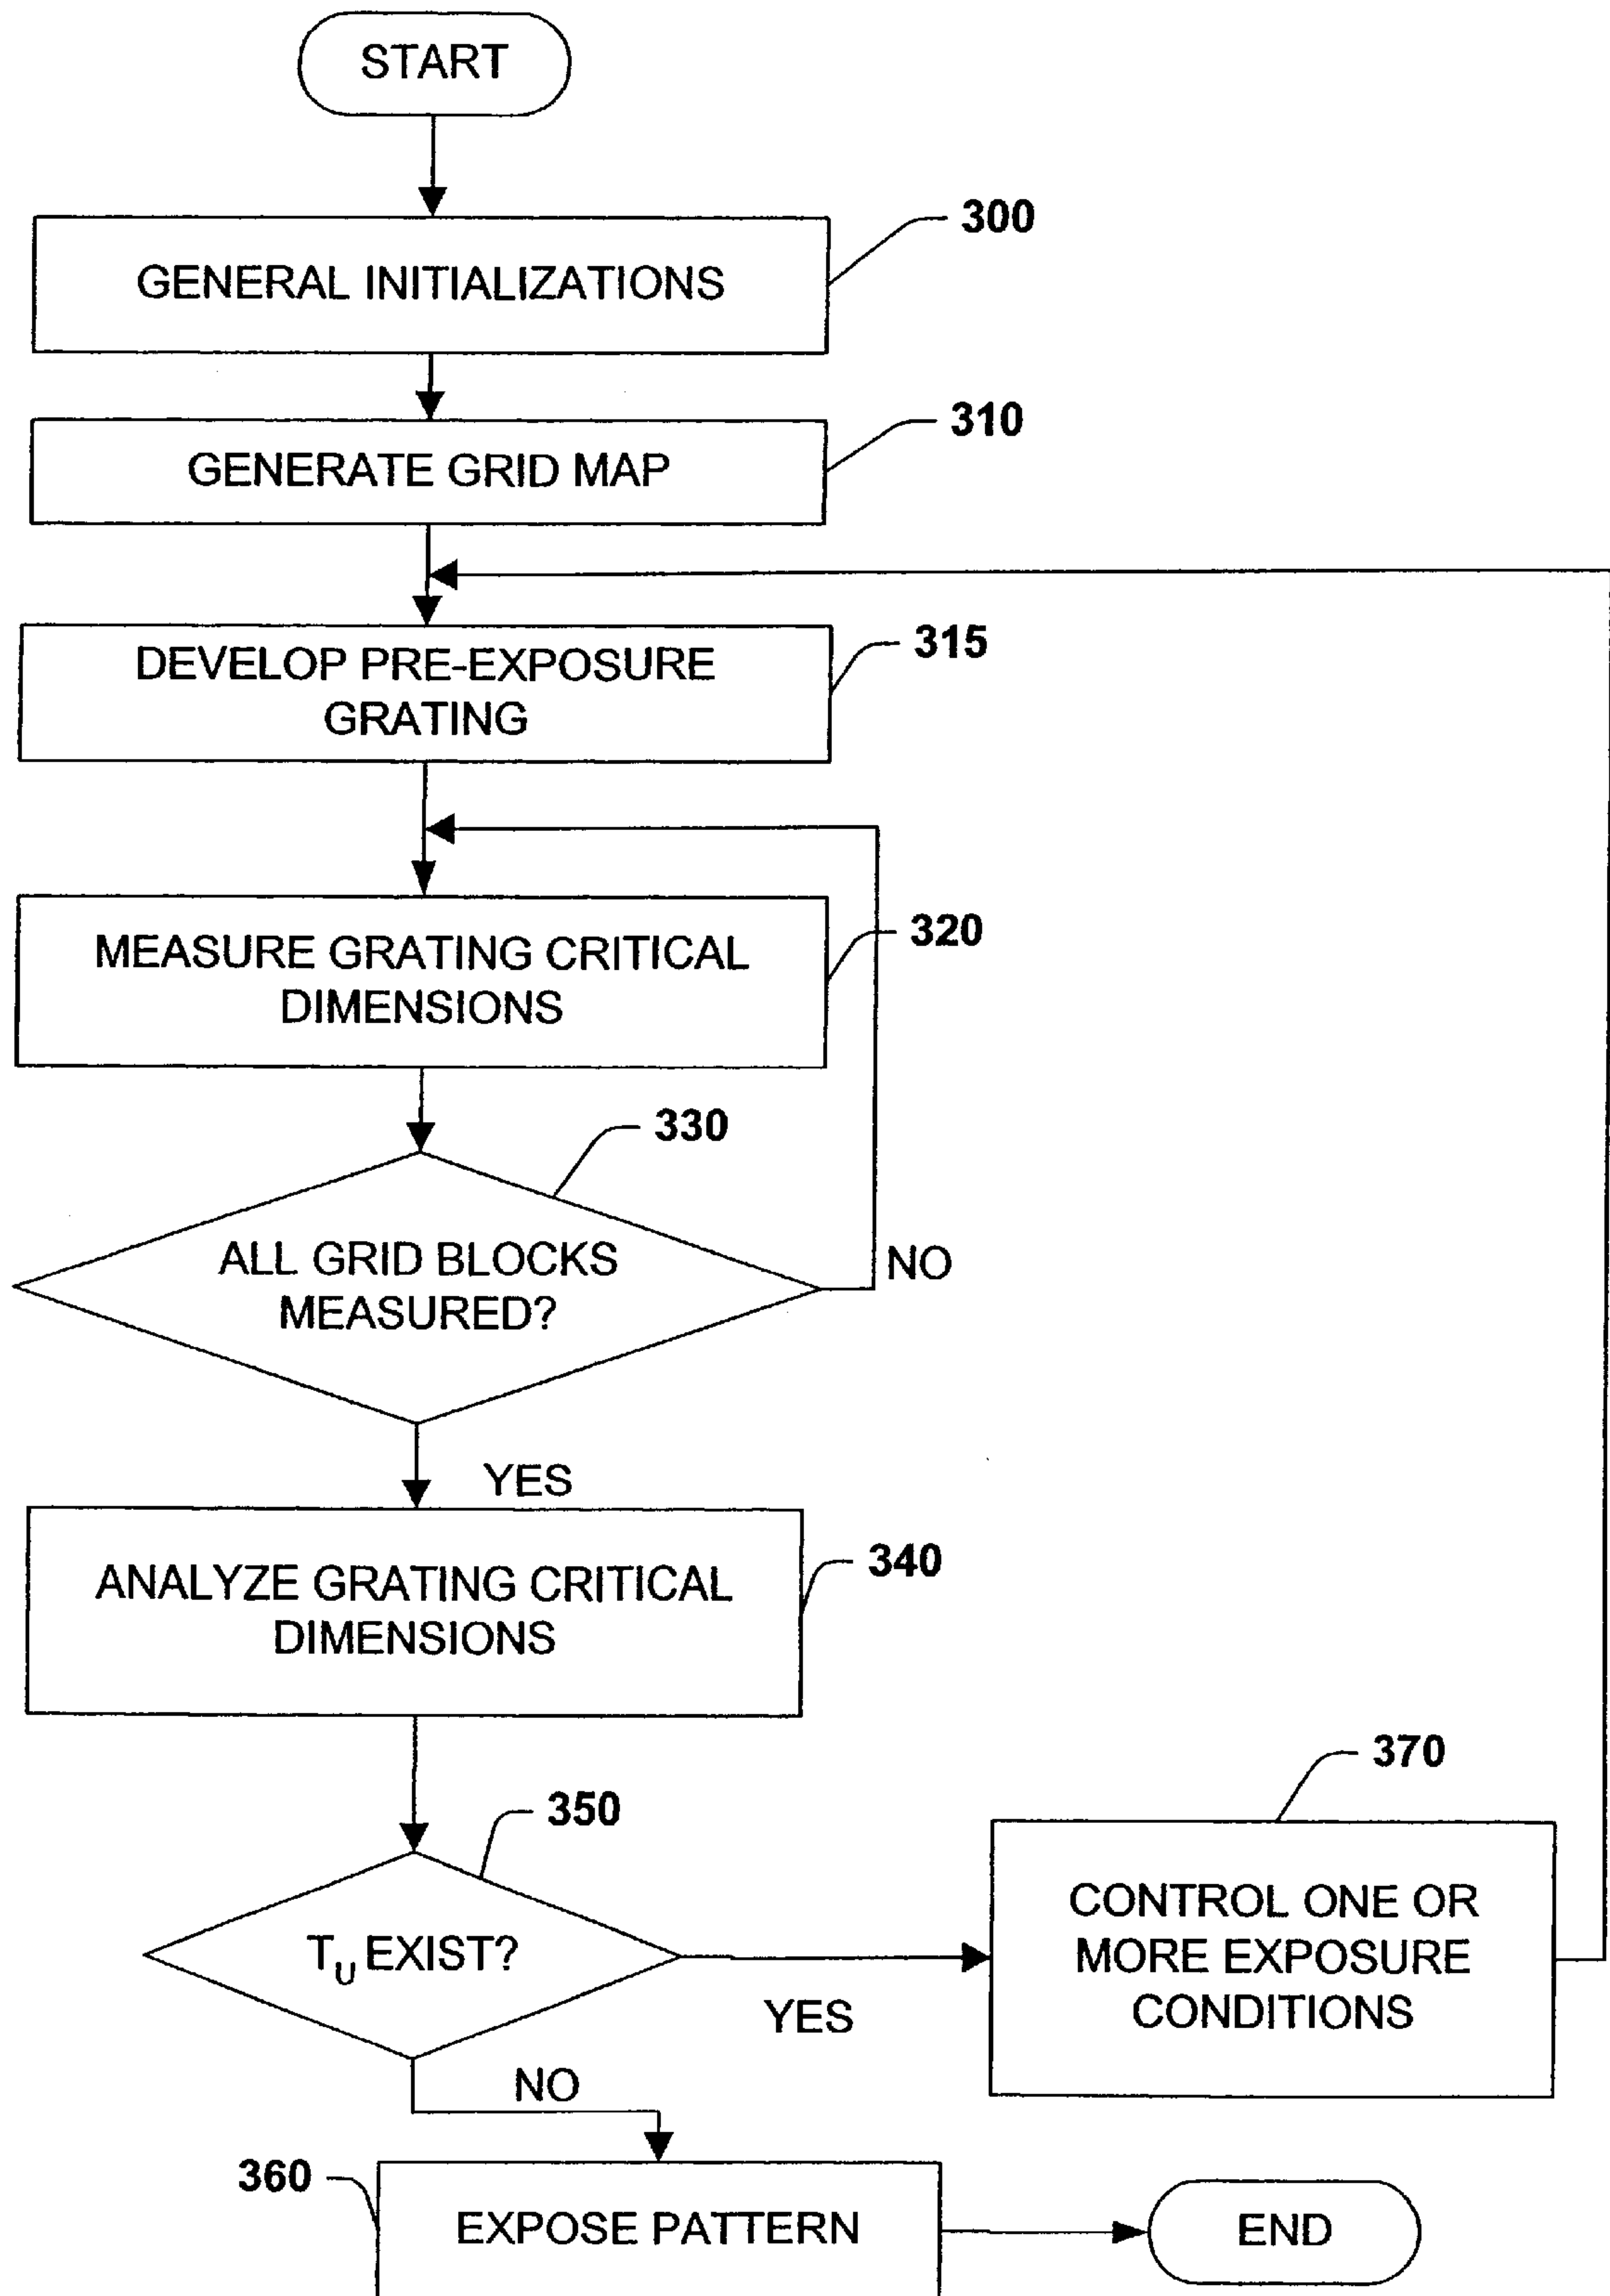 START
300
GENERAL INITIALIZATIONS
310
GENERATE GRID MAP
315
DEVELOP PRE-EXPOSURE
GRATING
320
MEASURE GRATING CRITICAL
DIMENSIONS
330
ALL GRID BLOCKS
MEASURED?
NO
YES
340
ANALYZE GRATING CRITICAL
DIMENSIONS
350
T_U EXIST?
YES
370
CONTROL ONE OR
MORE EXPOSURE
CONDITIONS
NO
360
EXPOSE PATTERN
END